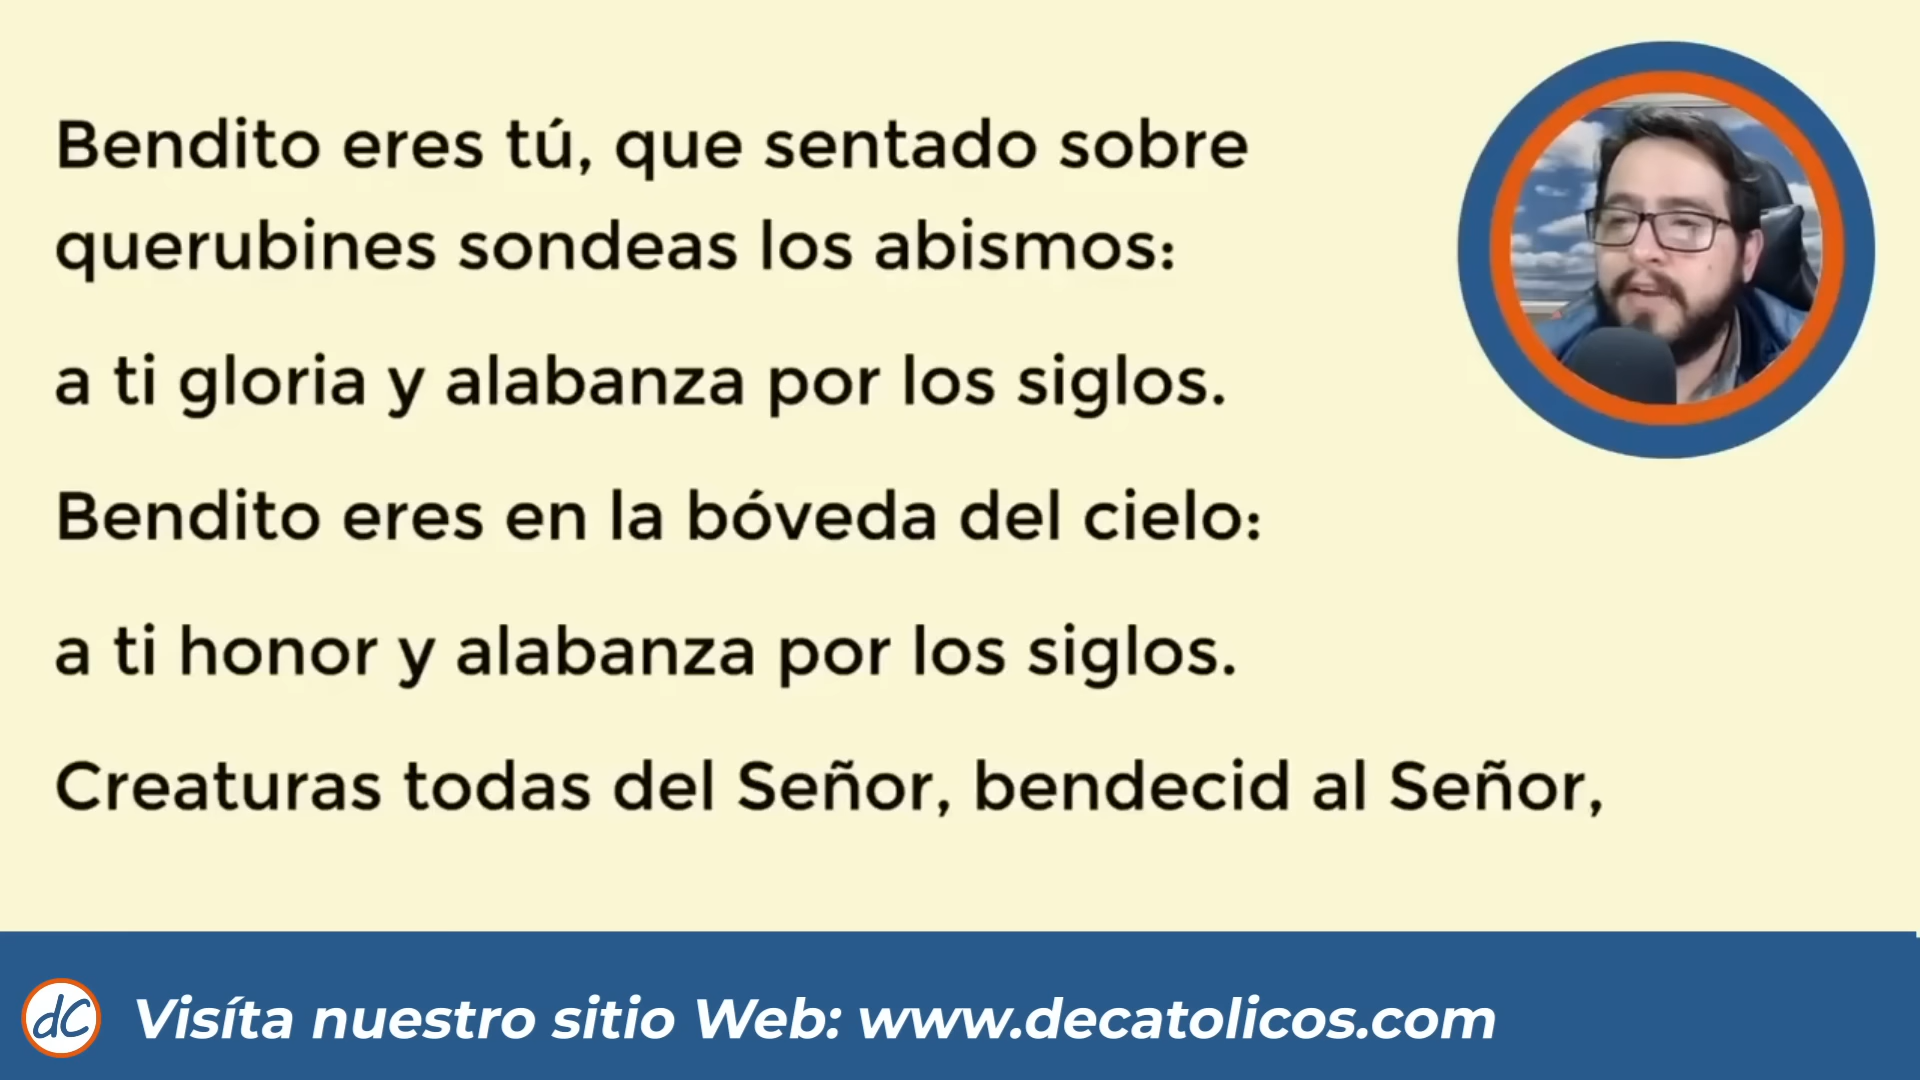 Bendito eres tú, que sentado sobre
querubines sondeas los abismos:
a ti gloria y alabanza por los siglos.
Bendito eres en la bóveda del cielo:
a ti honor y alabanza por los siglos.
Creaturas todas del Señor, bendecid al Señor,
dC Visíta nuestro sitio Web: www.decatolicos.com